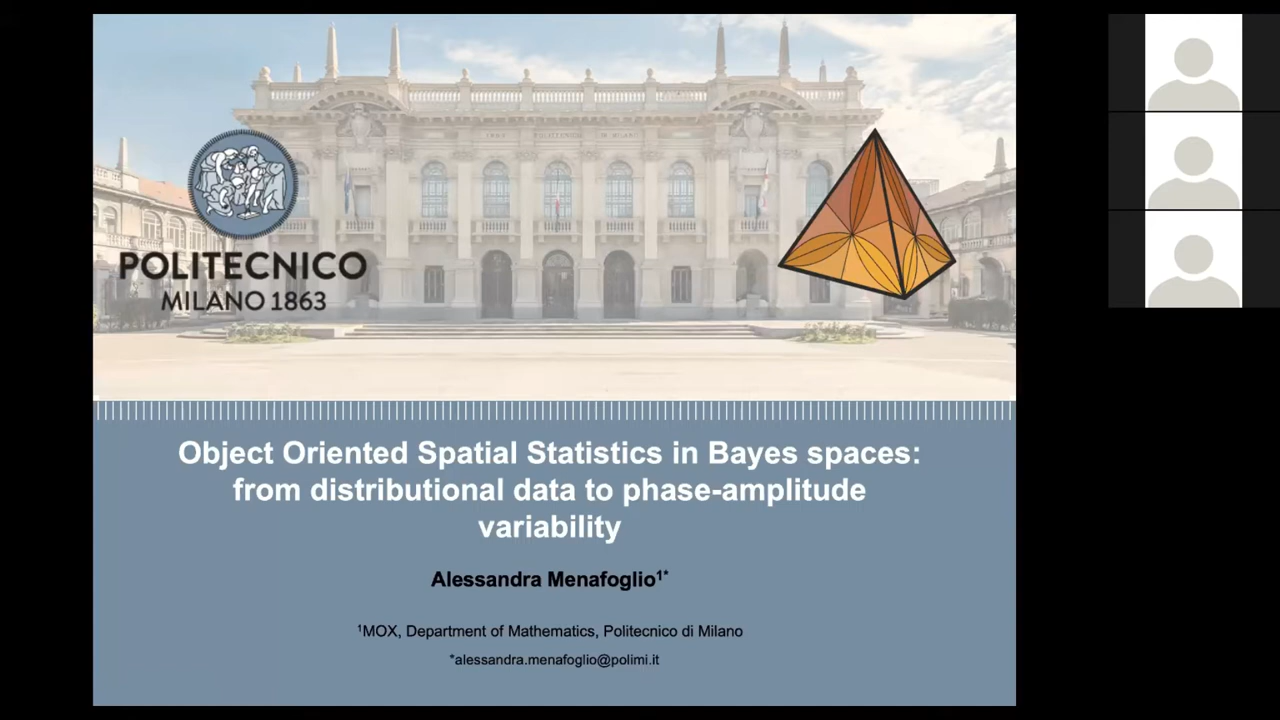 POLITECNICO
MILANO 1863
Object Oriented Spatial Statistics in Bayes spaces:
from distributional data to phase-amplitude
variability
Alessandra Menafoglio¹*
¹MOX, Department of Mathematics, Politecnico di Milano
*alessandra.menafoglio@polimi.it